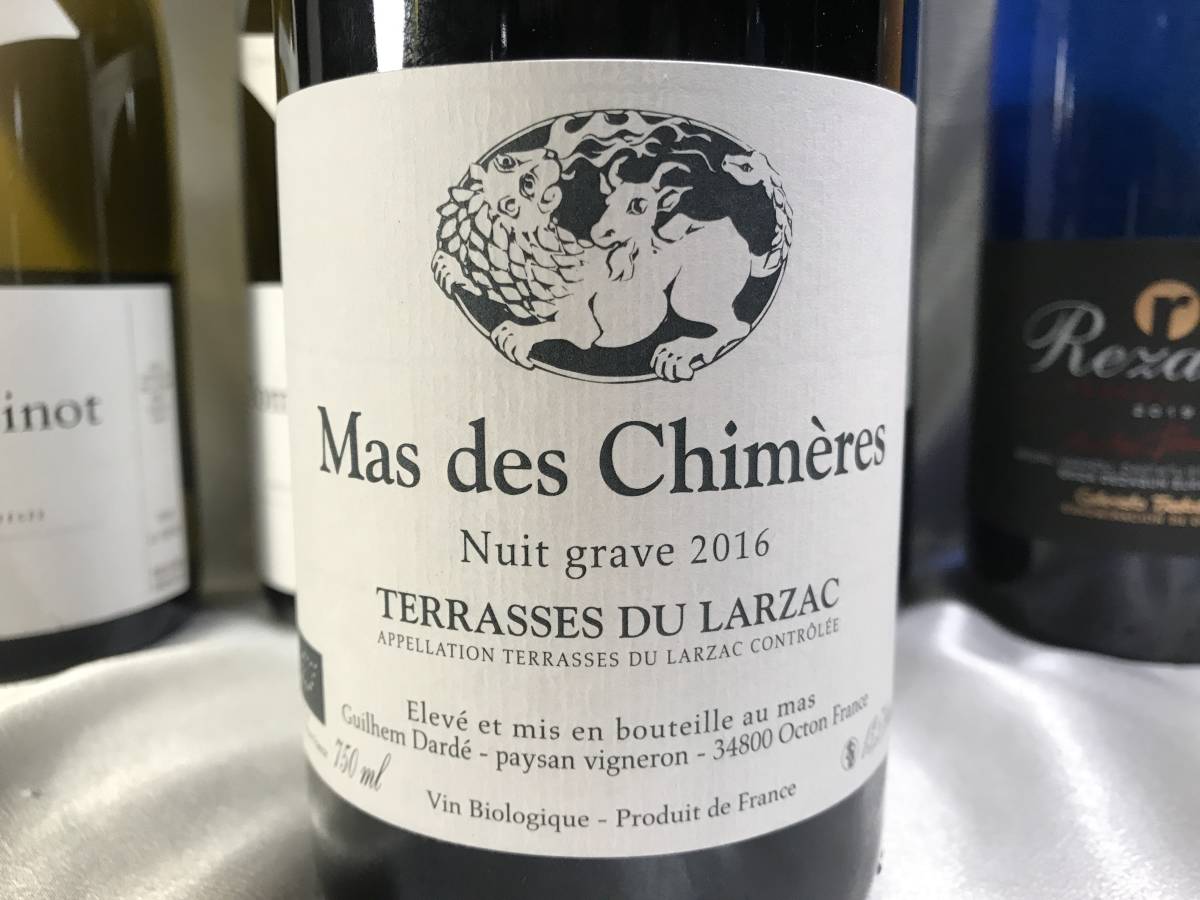 Mas des Chimères
Nuit grave 2016
TERRASSES DU LARZAC
APPELLATION TERRASSES DU LARZAC CONTRÔLÉE
Elevé et mis en bouteille au mas
Guilhem Dardé - paysan vigneron - 34800 Octon France
750 ml
Vin Biologique - Produit de France
inot
r
Reza
2018